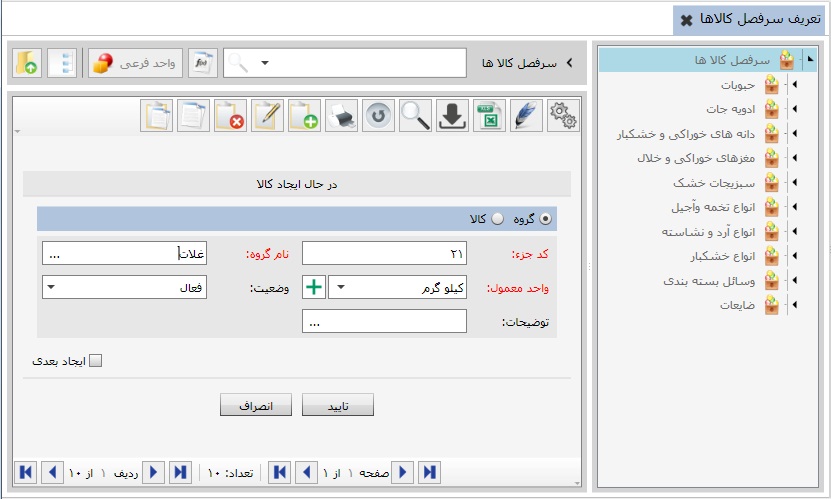 تعریف سرفصل کالاها
سرفصل کالا ها
حبوبات
ادویه جات
دانه های خوراکی و خشکبار
مغزهای خوراکی و خلال
سبزیجات خشک
انواع تخمه وآجیل
انواع آرد و نشاسته
انواع خشکبار
وسائل بسته بندی
ضایعات
سرفصل کالا ها
f(x)
واحد فرعی
در حال ایجاد کالا
گروه
کالا
کد جزء: ۲۱
نام گروه: غلات ...
واحد معمول: کیلو گرم
وضعیت: فعال
توضیحات: ...
ایجاد بعدی
تایید
انصراف
صفحه ۱ از ۱
تعداد: ۱۰
ردیف ۱ از ۱۰